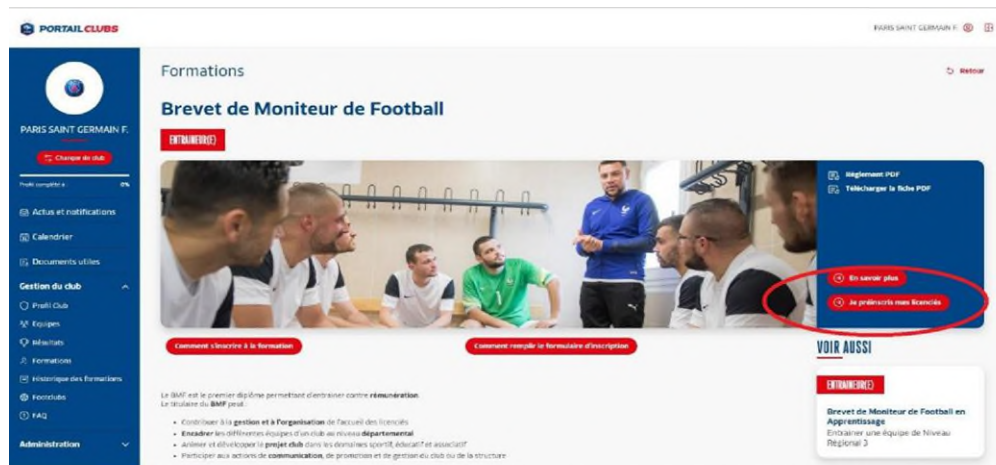 PORTAIL CLUBS
PARIS SAINT GERMAIN F.
Formations
Retour
Brevet de Moniteur de Football
ENTRAINEUR(E)
PARIS SAINT GERMAIN F.
Changer de club
Profil complété à :
0%
Actus et notifications
Calendrier
Documents utiles
Gestion du club
Profil Club
Equipes
Résultats
Formations
Historique des formations
Footclubs
FAQ
Administration
Règlement PDF
Télécharger la fiche PDF
En savoir plus
Je préinscris mes licenciés
Comment s'inscrire à la formation
Comment remplir le formulaire d'inscription
Le BMF est le premier diplôme permettant d'entrainer contre rémunération.
Le titulaire du BMF peut :
Contribuer à la gestion et à l'organisation de l'accueil des licenciés
Encadrer les différentes équipes d'un club au niveau départemental
Animer et développer le projet club dans les domaines sportif, éducatif et associatif
Participer aux actions de communication, de promotion et de gestion du club ou de la structure
VOIR AUSSI
ENTRAINEUR(E)
Brevet de Moniteur de Football en
Apprentissage
Entrainer une équipe de Niveau
Régional 3